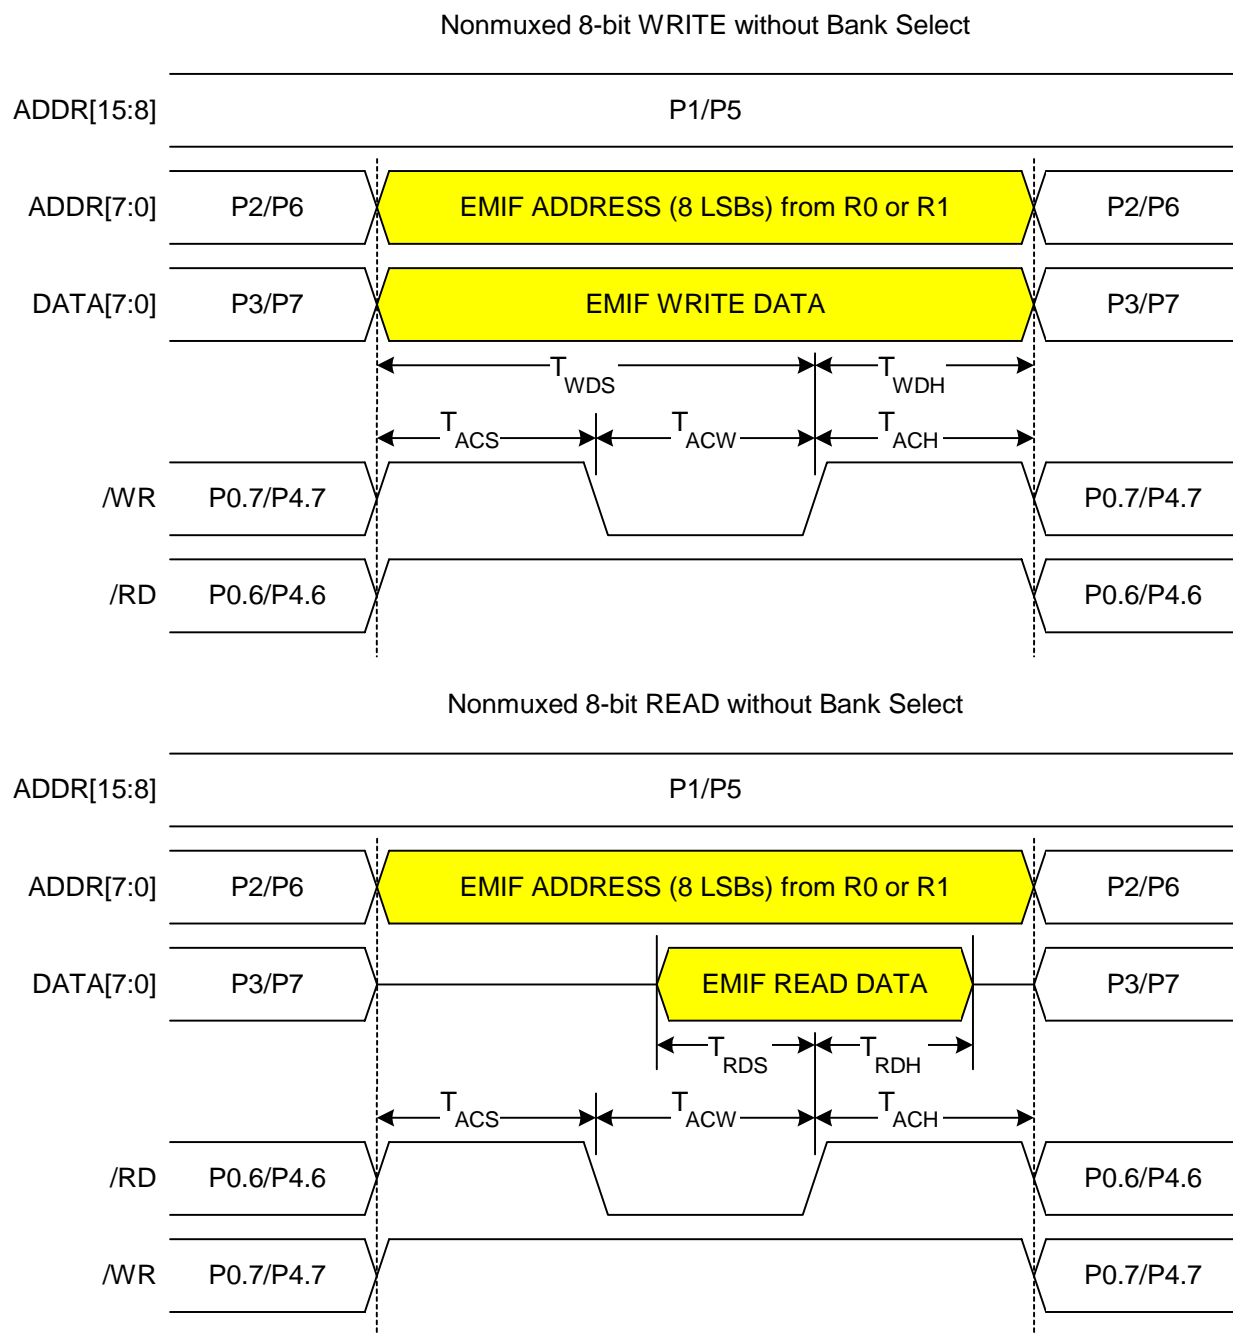 Nonmuxed 8-bit WRITE without Bank Select
ADDR[15:8] P1/P5
ADDR[7:0] P2/P6 EMIF ADDRESS (8 LSBs) from R0 or R1 P2/P6
DATA[7:0] P3/P7 EMIF WRITE DATA P3/P7
TWDS TWDH
TACS TACW TACH
/WR P0.7/P4.7 P0.7/P4.7
/RD P0.6/P4.6 P0.6/P4.6
Nonmuxed 8-bit READ without Bank Select
ADDR[15:8] P1/P5
ADDR[7:0] P2/P6 EMIF ADDRESS (8 LSBs) from R0 or R1 P2/P6
DATA[7:0] P3/P7 EMIF READ DATA P3/P7
TRDS TRDH
TACS TACW TACH
/RD P0.6/P4.6 P0.6/P4.6
/WR P0.7/P4.7 P0.7/P4.7